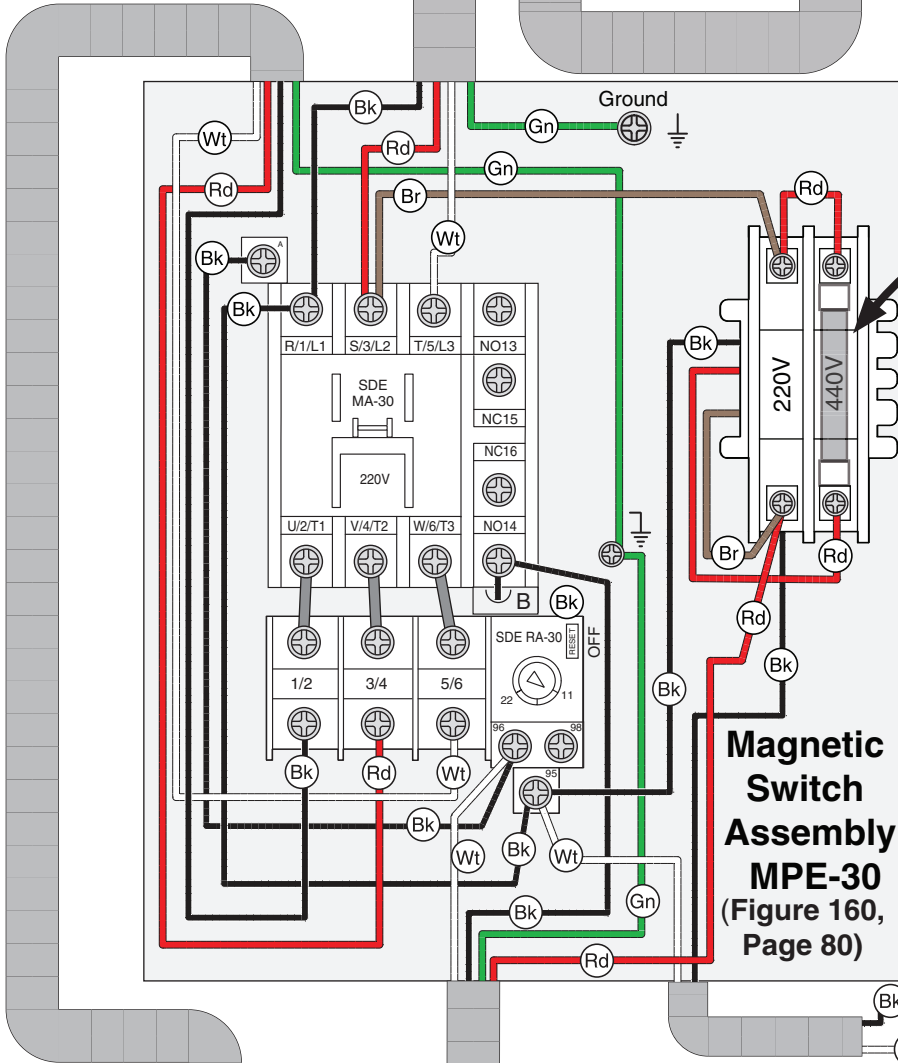 Ground
Bk
Gn
Wt
Rd
Gn
Rd
Br
Rd
Wt
A
Bk
Bk
R/1/L1 S/3/L2 T/5/L3 NO13
Bk
SDE
MA-30
220V
440V
NC15
NC16
220V
U/2/T1 V/4/T2 W/6/T3 NO14
Br
Rd
B
Bk
Rd
SDE RA-30
RESET
OFF
Bk
1/2 3/4 5/6
22 11
Bk
96 98
Bk Rd Wt
95
Magnetic
Switch
Assembly
MPE-30
(Figure 160,
Page 80)
Bk
Wt
Bk
Wt
Gn
Bk
Rd
Bk